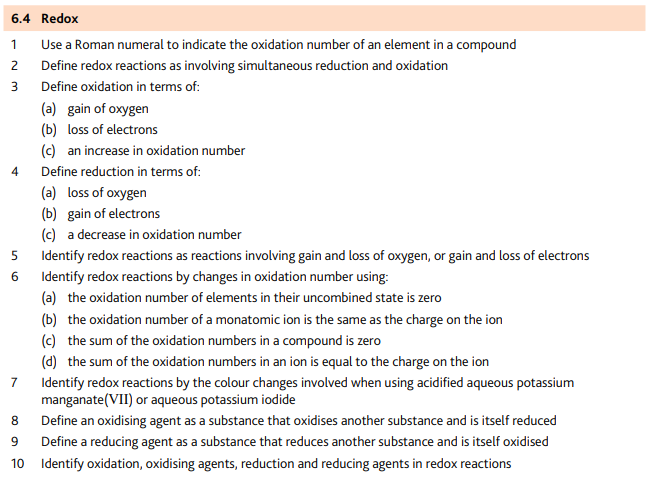 6.4 Redox
1 Use a Roman numeral to indicate the oxidation number of an element in a compound
2 Define redox reactions as involving simultaneous reduction and oxidation
3 Define oxidation in terms of:
(a) gain of oxygen
(b) loss of electrons
(c) an increase in oxidation number
4 Define reduction in terms of:
(a) loss of oxygen
(b) gain of electrons
(c) a decrease in oxidation number
5 Identify redox reactions as reactions involving gain and loss of oxygen, or gain and loss of electrons
6 Identify redox reactions by changes in oxidation number using:
(a) the oxidation number of elements in their uncombined state is zero
(b) the oxidation number of a monatomic ion is the same as the charge on the ion
(c) the sum of the oxidation numbers in a compound is zero
(d) the sum of the oxidation numbers in an ion is equal to the charge on the ion
7 Identify redox reactions by the colour changes involved when using acidified aqueous potassium
manganate(VII) or aqueous potassium iodide
8 Define an oxidising agent as a substance that oxidises another substance and is itself reduced
9 Define a reducing agent as a substance that reduces another substance and is itself oxidised
10 Identify oxidation, oxidising agents, reduction and reducing agents in redox reactions